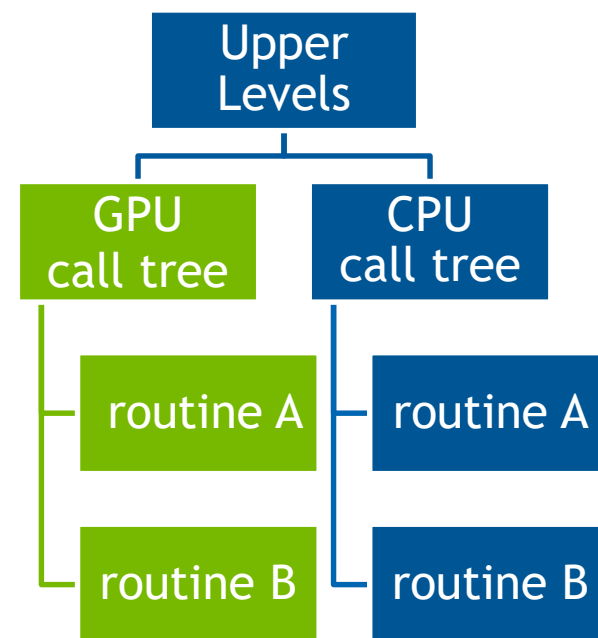 Upper
Levels
GPU
call tree
CPU
call tree
routine A
routine A
routine B
routine B